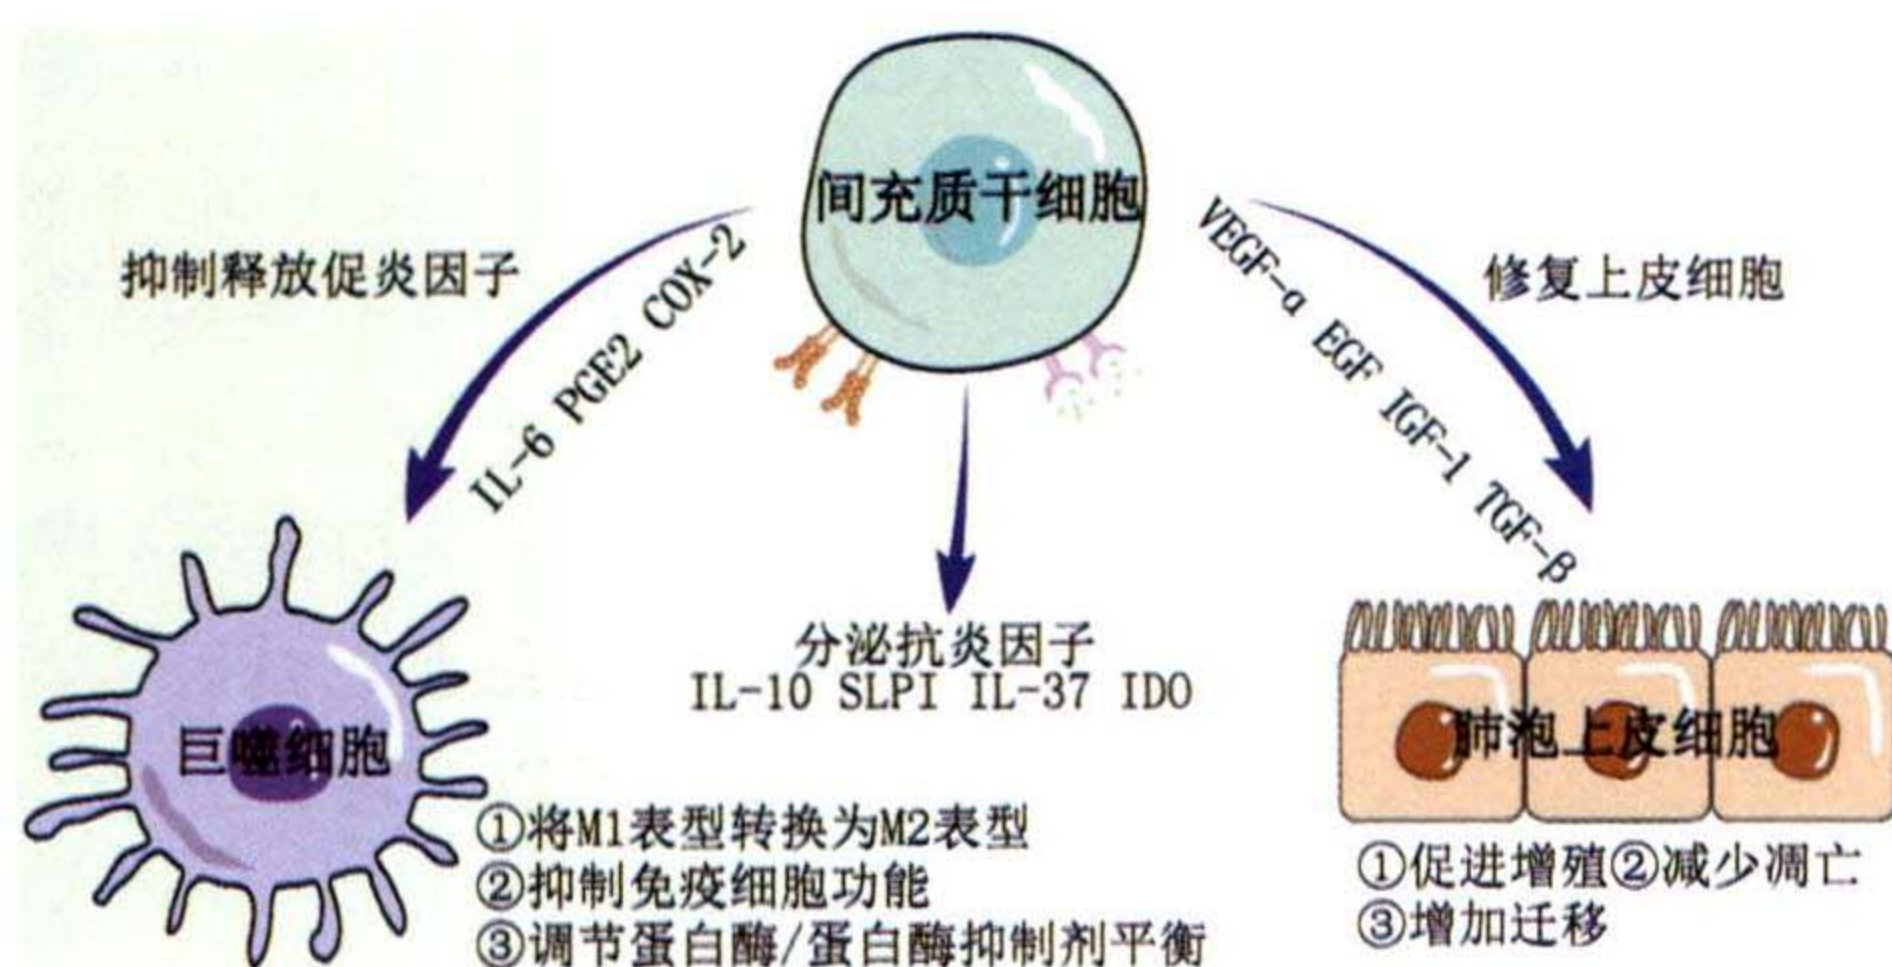 间充质干细胞
抑制释放促炎因子
IL-6 PGE2 COX-2
VEGF-α EGF IGF-1 TGF-β
修复上皮细胞
分泌抗炎因子
IL-10 SLPI IL-37 IDO
巨噬细胞
①将M1表型转换为M2表型
②抑制免疫细胞功能
③调节蛋白酶/蛋白酶抑制剂平衡
肺泡上皮细胞
①促进增殖②减少凋亡
③增加迁移